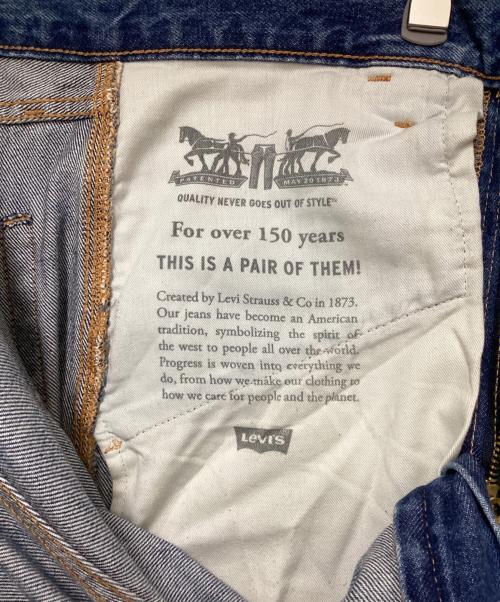 PATENTED MAY 20 1873
QUALITY NEVER GOES OUT OF STYLE™
For over 150 years
THIS IS A PAIR OF THEM!
Created by Levi Strauss & Co in 1873.
Our jeans have become an American
tradition, symbolizing the spirit of
the west to people all over the world.
Progress is woven into everything we
do, from how we make our clothing to
how we care for people and the planet.
LEVI'S